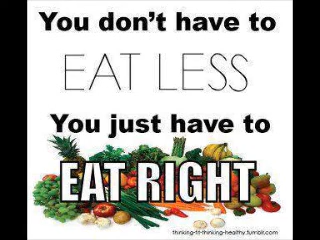 You don't have to
EAT LESS
You just have to
EAT RIGHT
thinking-fit-thinking-healthy.tumblr.com